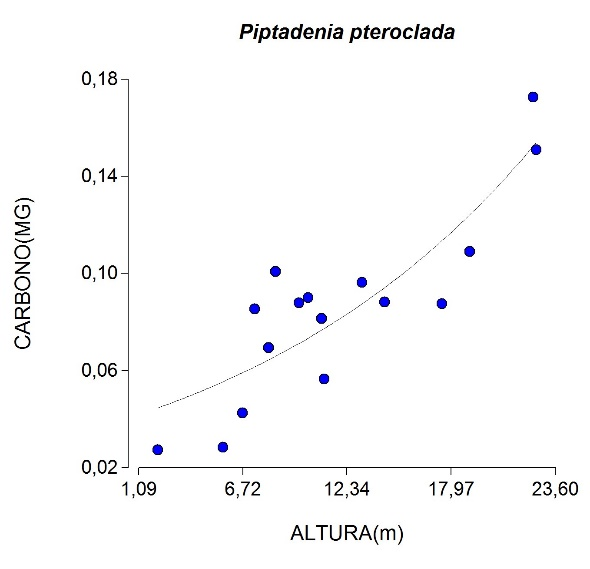 Piptadenia pteroclada
0,18
0,14
0,10
0,06
0,02
CARBONO(MG)
1,09 6,72 12,34 17,97 23,60
ALTURA(m)